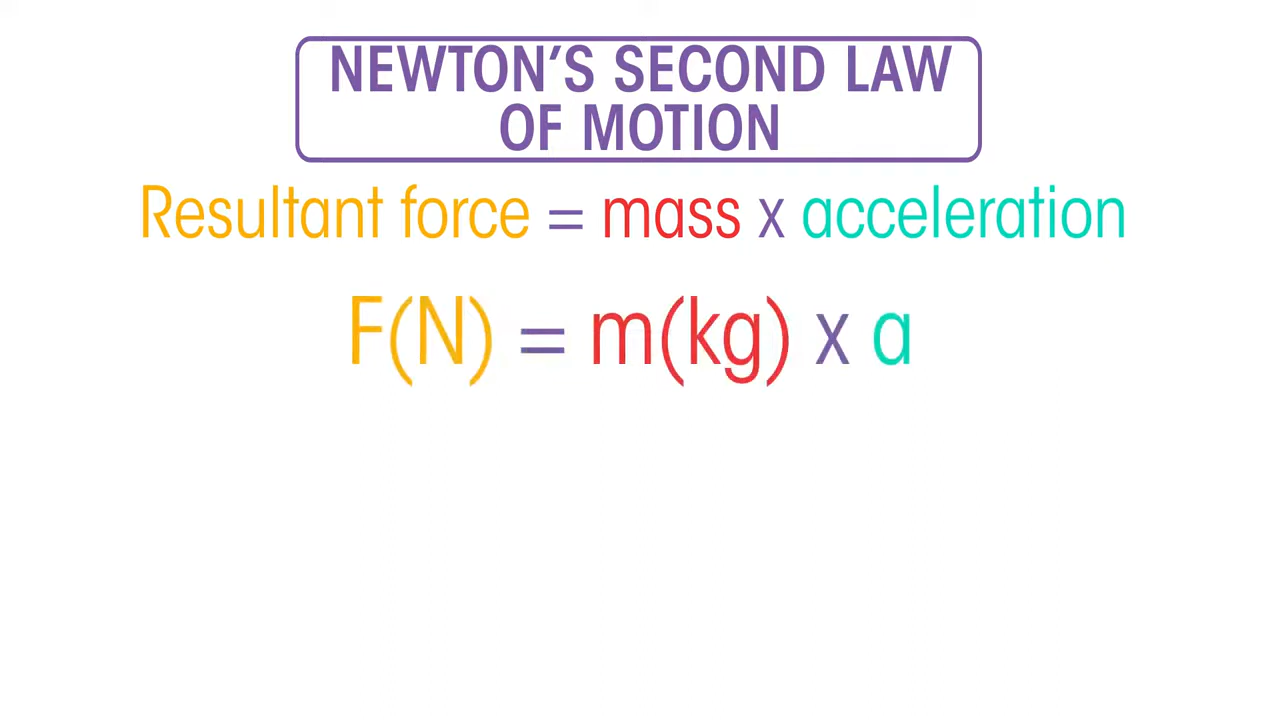 NEWTON’S SECOND LAW
OF MOTION
Resultant force = mass x acceleration
F(N) = m(kg) x a